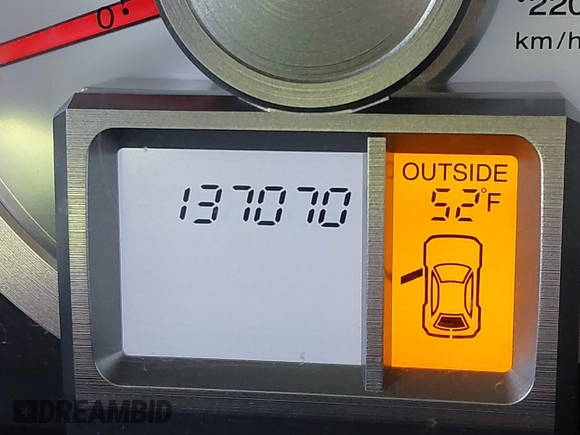 0
220
km/h
137070
OUTSIDE
52°F
DREAMBID